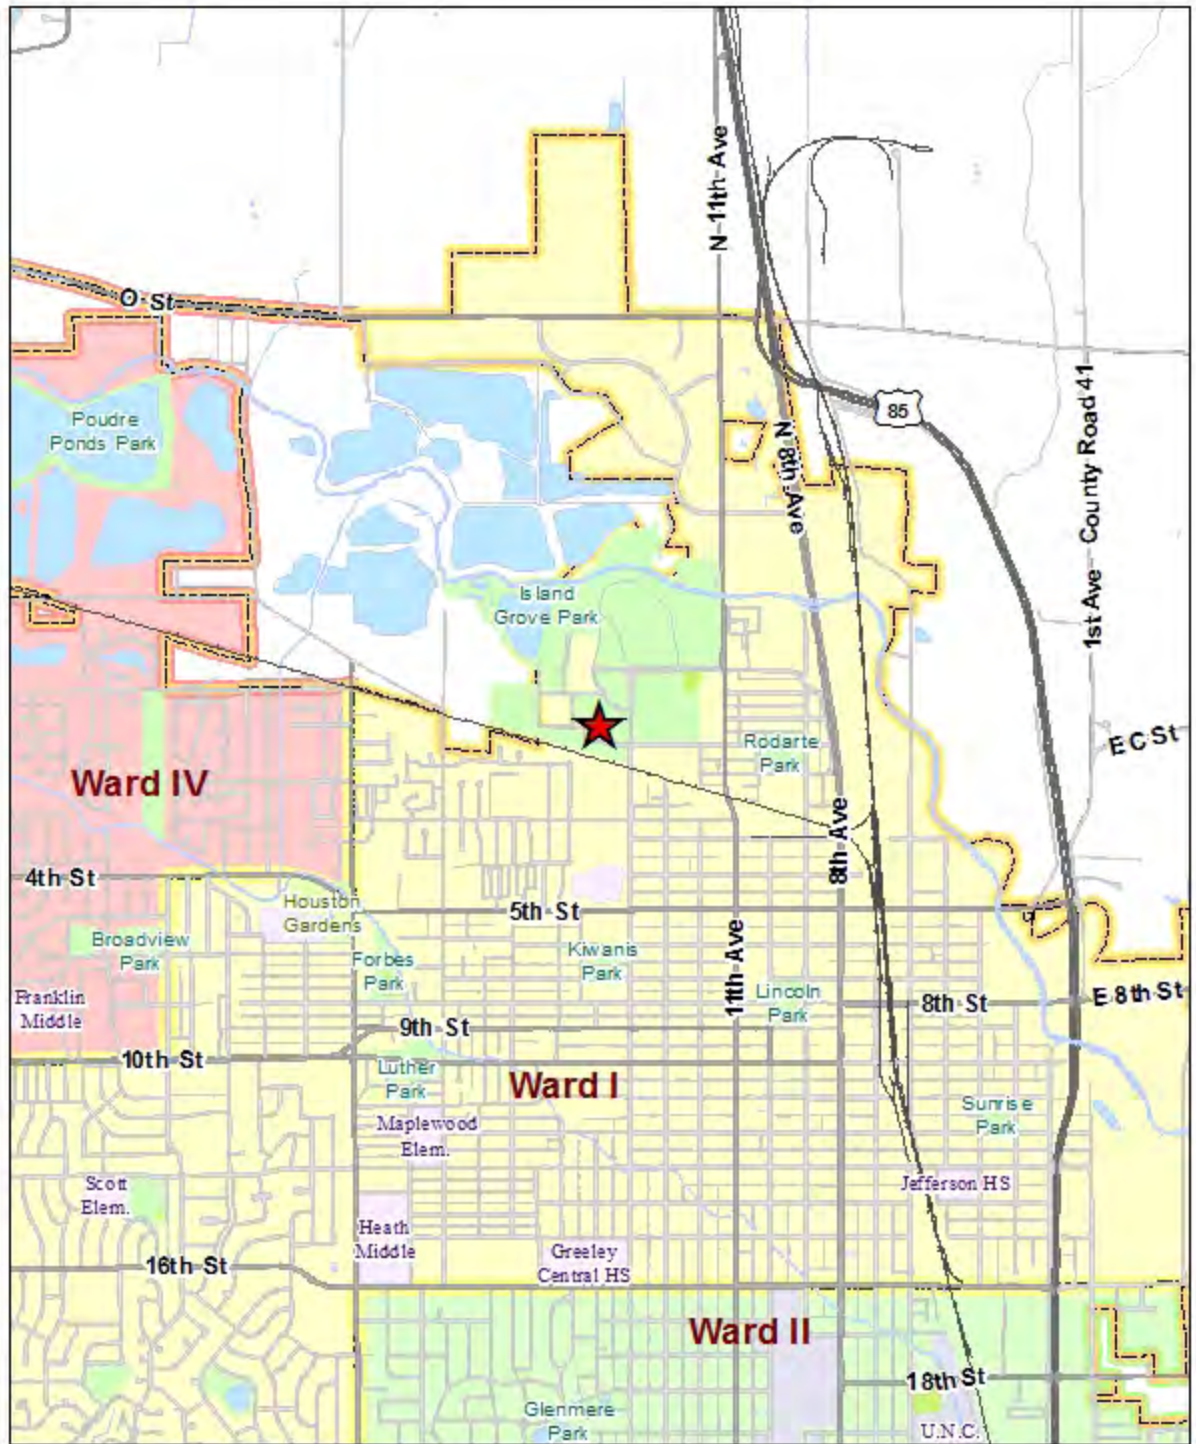 N 11th Ave
O St
85
1st Ave County Road 41
Poudre
Ponds Park
N 8th Ave
Island
Grove Park
E C St
Rodarte
Park
Ward IV
8th Ave
4th St
Houston
Gardens
5th St
Broadview
Park
11th Ave
Kiwanis
Park
Forbes
Park
Franklin
Middle
Lincoln
Park
8th St
E 8th St
9th St
10th St
Luther
Park
Ward I
Sunrise
Park
Maplewood
Elem.
Scott
Elem.
Jefferson HS
Heath
Middle
Greeley
Central HS
16th St
Ward II
18th St
Glenmere
Park
U.N.C.